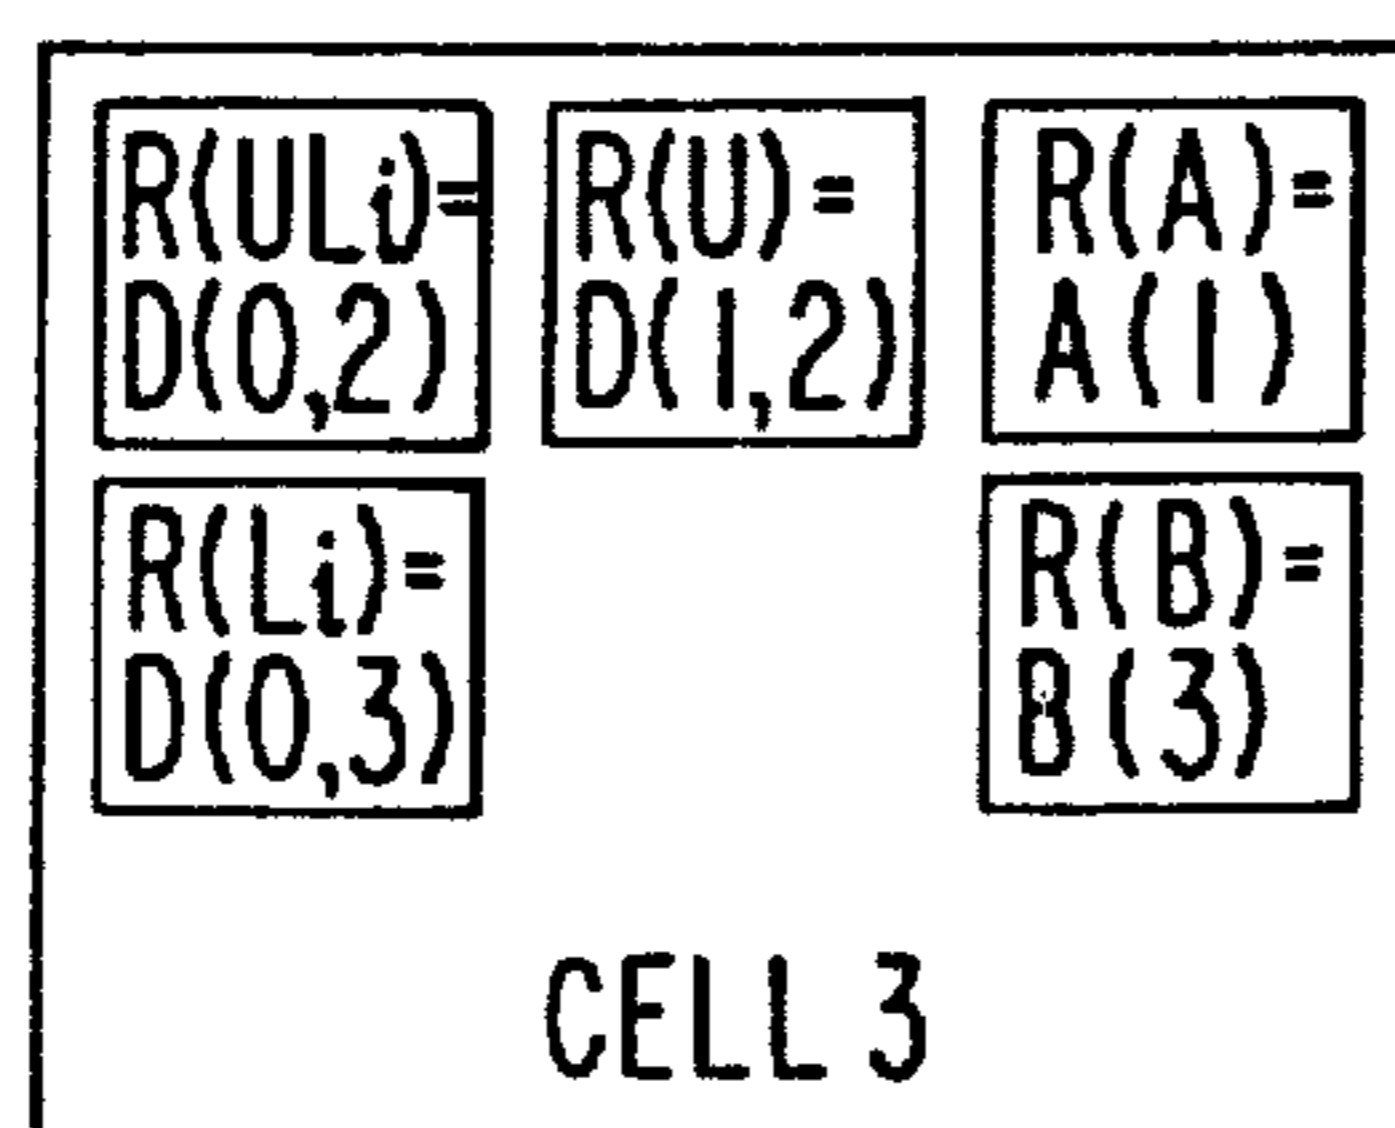 R(ULi)=
D(0,2)
R(U)=
D(1,2)
R(A)=
A(1)
R(Li)=
D(0,3)
R(B)=
B(3)
CELL 3